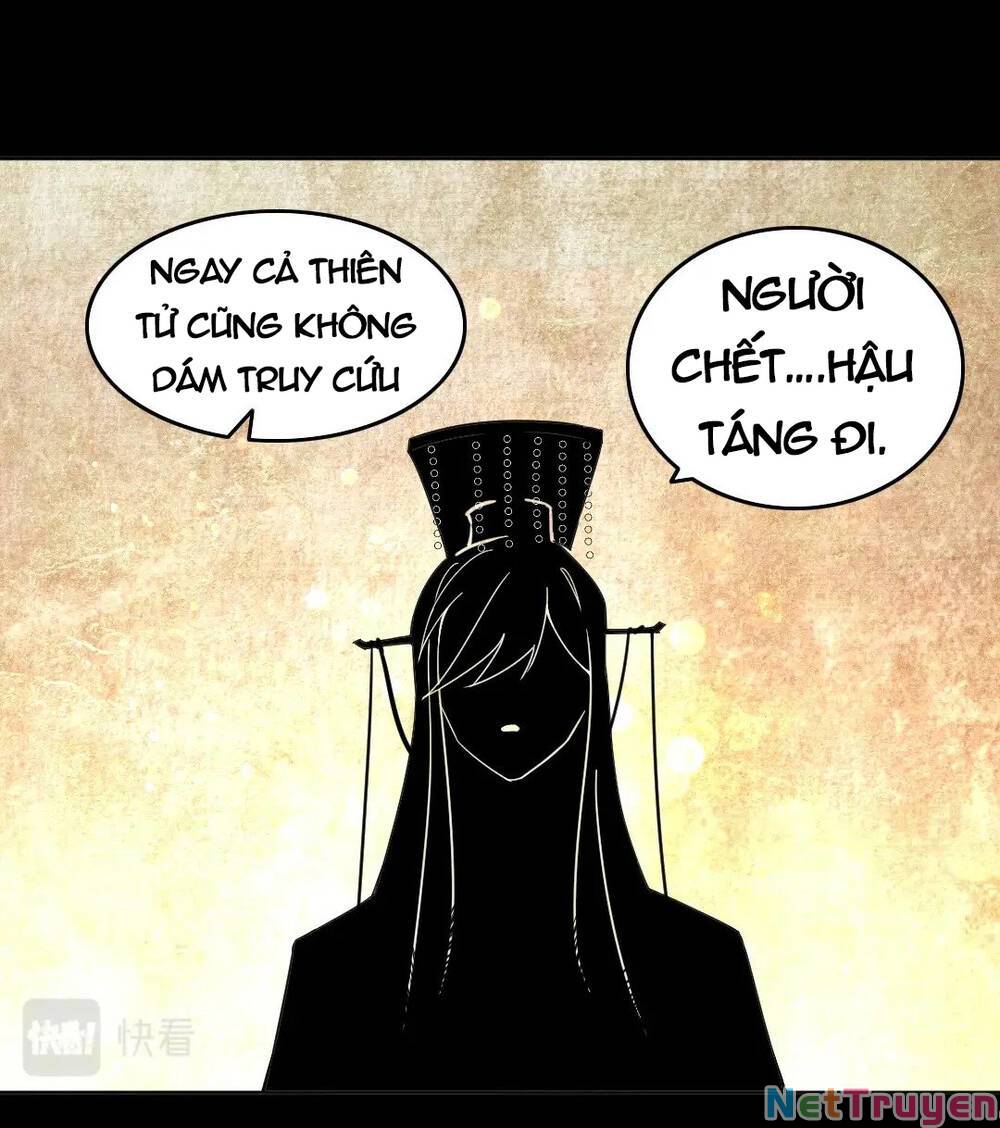 NGAY CẢ THIÊN
TỬ CŨNG KHÔNG
DÁM TRUY CỨU
NGƯỜI
CHẾT....HẬU
TÁNG ĐI.
快看! 快看
NetTruyen